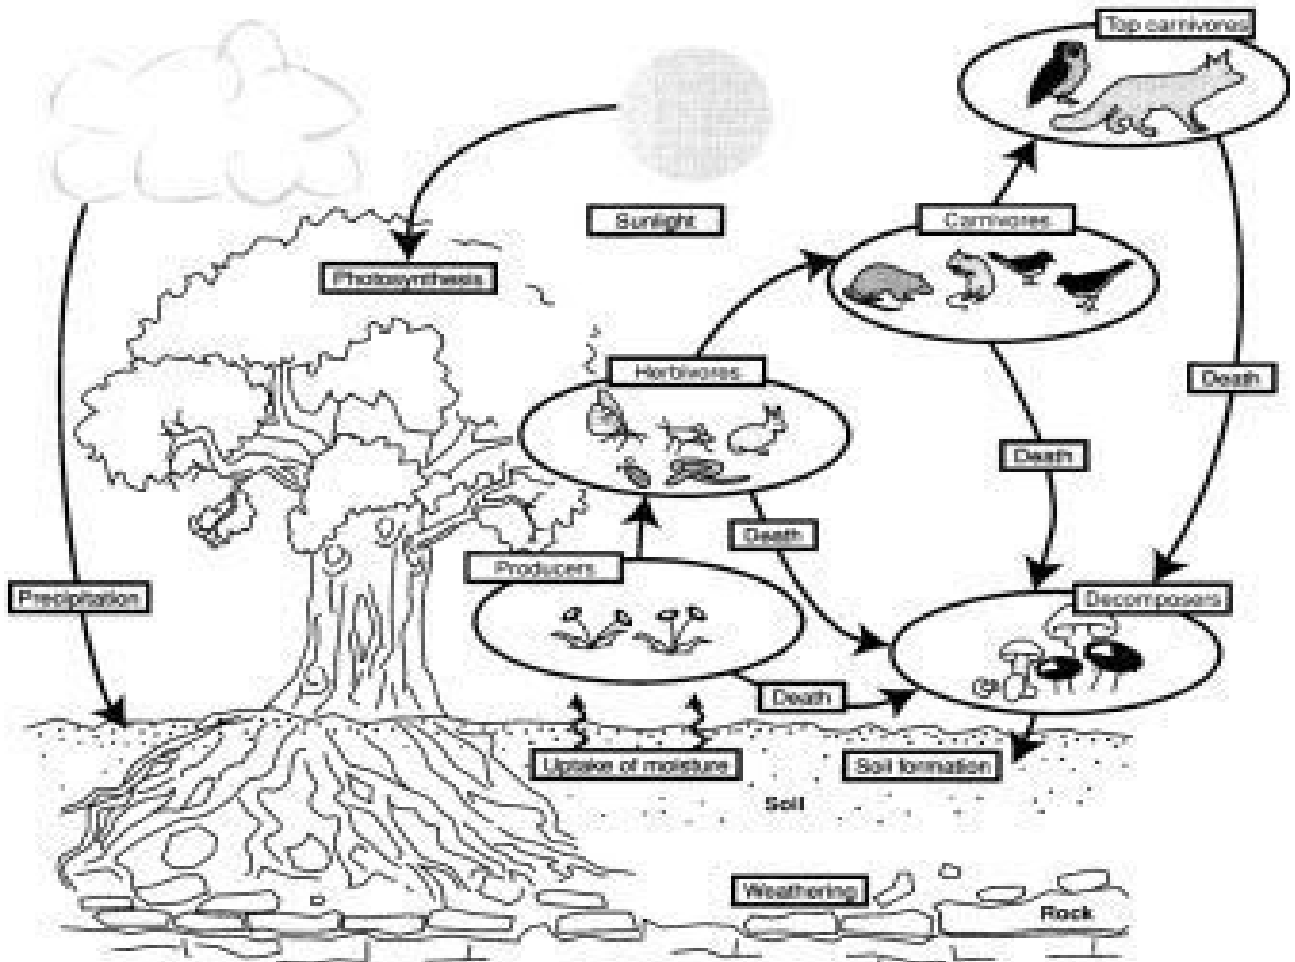 Top carnivores
Sunlight
Carnivores
Photosynthesis
Herbivores
Death
Death
Death
Producers
Precipitation
Decomposers
Death
Uptake of moisture
Soil formation
Soil
Weathering
Rock